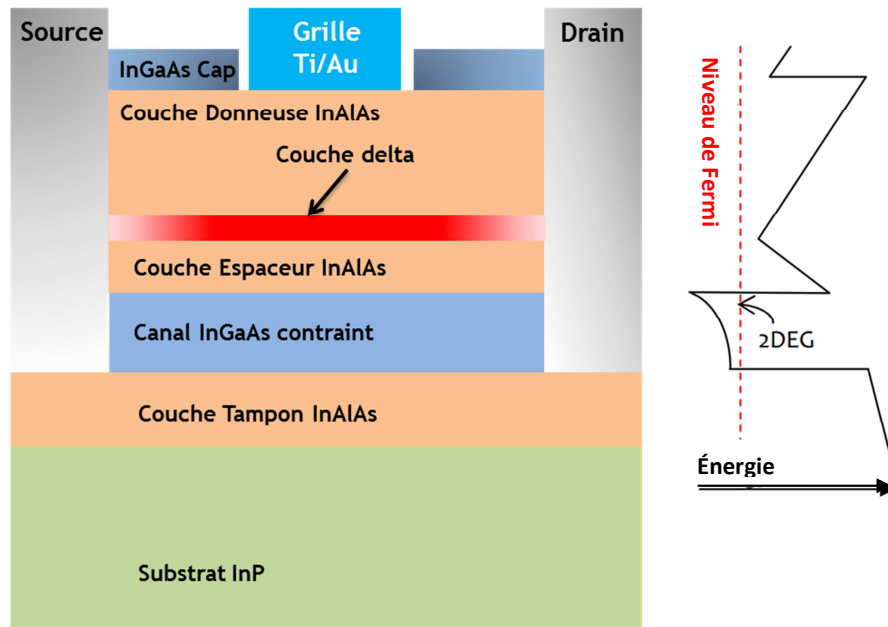 Source
Grille
Ti/Au
Drain
InGaAs Cap
Couche Donneuse InAlAs
Couche delta
Couche Espaceur InAlAs
Canal InGaAs contraint
Couche Tampon InAlAs
Substrat InP
Niveau de Fermi
2DEG
Énergie